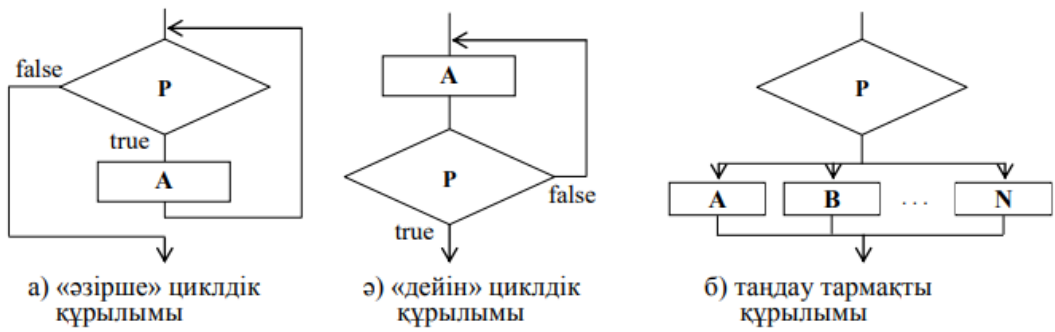 false
P
true
A
A
P
false
true
P
A
B
. . .
N
а) «әзірше» циклдік
құрылымы
ә) «дейін» циклдік
құрылымы
б) таңдау тармақты
құрылымы